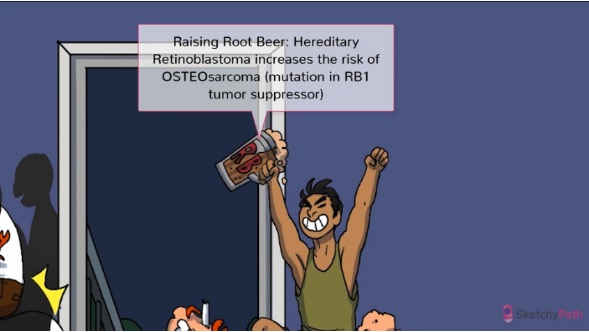 Raising Root Beer: Hereditary
Retinoblastoma increases the risk of
OSTEOsarcoma (mutation in RB1
tumor suppressor)
RB
SketchyPath